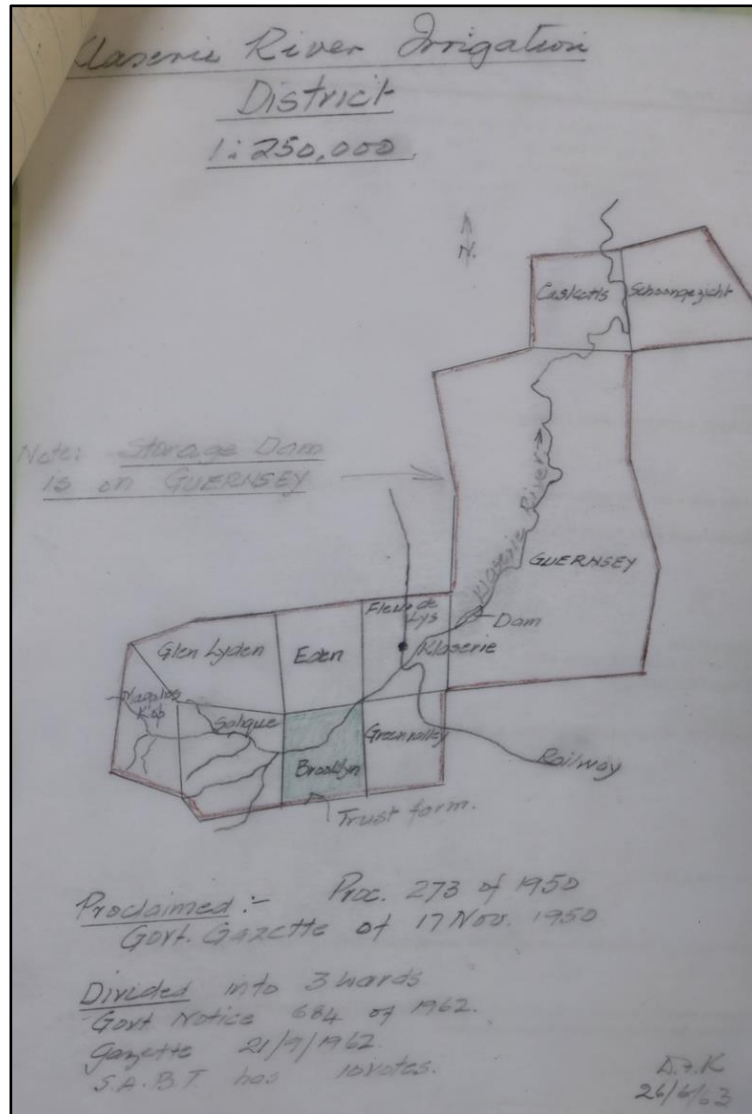 Klaserie River Irrigation
District
1:250,000.
N.
Casketts
Schoongezicht
Note: Storage Dam
is on GUERNSEY
Klaserie River
GUERNSEY
Fleur de
Lys
Dam
Klaserie
Glen Lyden
Eden
Kop
Salique
Greenvalley
Brooklyn
Railway
Trust farm.
Proclaimed:- Proc. 273 of 1950
Govt. Gazette of 17 Nov. 1950
Divided into 3 wards
Govt Notice 684 of 1962.
Gazette 21/9/1962.
S.A.B.T. has 10 votes.
26/6/63